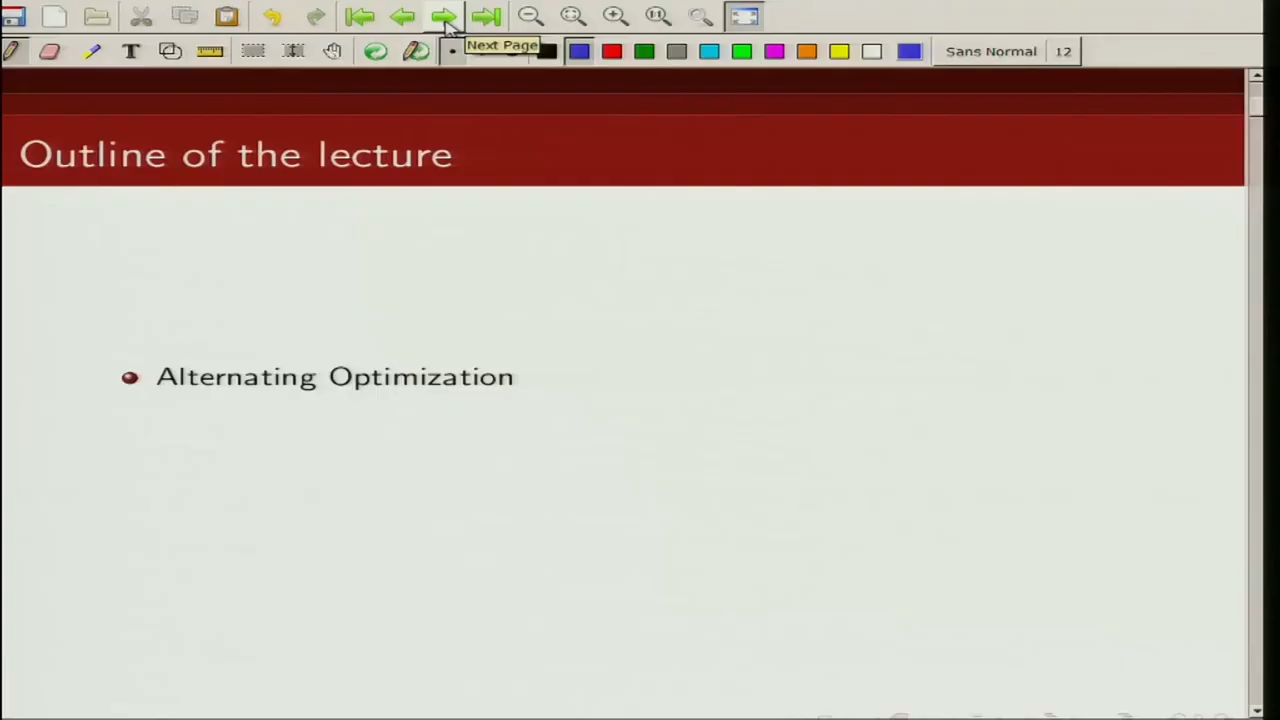 Next Page
T
Sans Normal 12
Outline of the lecture
Alternating Optimization